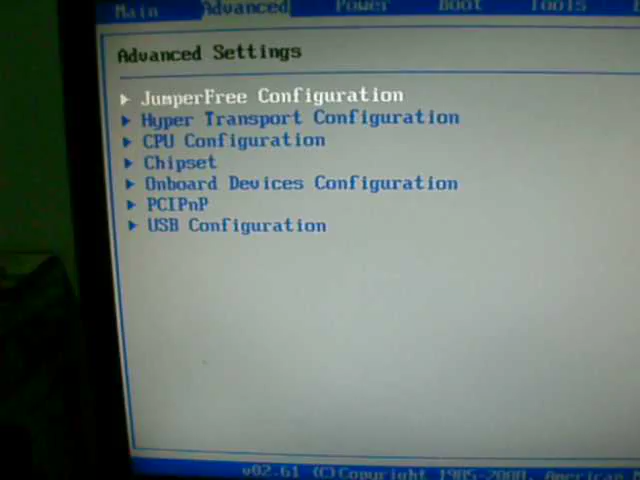 Main Advanced Power Boot Tools
Advanced Settings
JumperFree Configuration
Hyper Transport Configuration
CPU Configuration
Chipset
Onboard Devices Configuration
PCIPnP
USB Configuration
v02.61 (C)Copyright 1985-2008, American